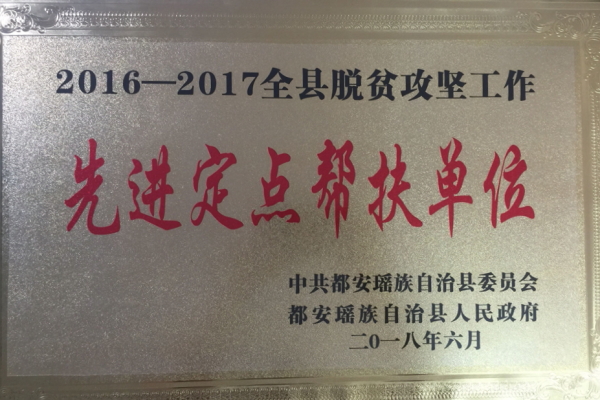 2016—2017全县脱贫攻坚工作
先进定点帮扶单位
中共都安瑶族自治县委员会
都安瑶族自治县人民政府
二0一八年六月